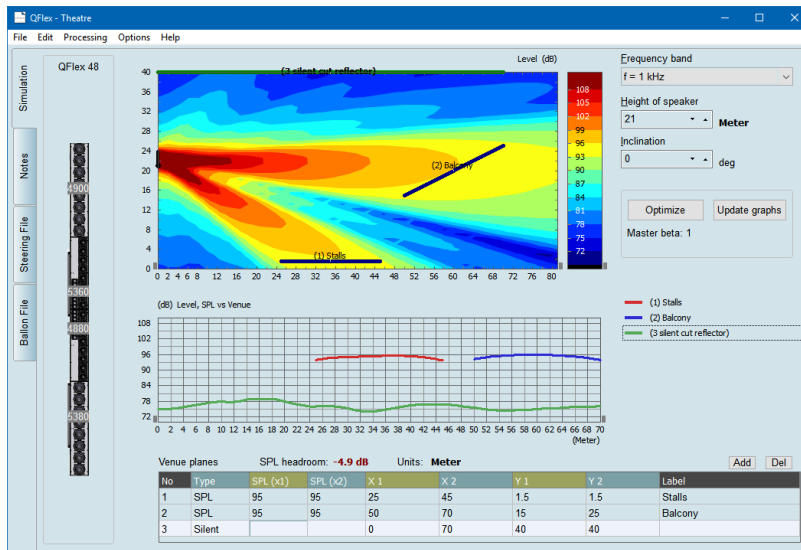 QFlex - Theatre
File Edit Processing Options Help
Simulation
Notes
Steering File
Ballon File
QFlex 48
4900
5360
4880
5380
Level (dB)
(3 silent cut reflector)
40
36
32
28
24
20
16
12
8
4
0
(2) Balcony
(1) Stalls
0 2 4 6 8 12 16 20 24 28 32 36 40 44 48 52 56 60 64 68 72 76 80
108
105
102
99
96
93
90
87
84
81
78
75
72
Frequency band
f = 1 kHz
Height of speaker
21 Meter
Inclination
0 deg
Optimize Update graphs
Master beta: 1
(dB) Level, SPL vs Venue
108
102
96
90
84
78
72
0 2 4 6 8 10 12 14 16 18 20 22 24 26 28 30 32 34 36 38 40 42 44 46 48 50 52 54 56 58 60 62 64 66 68 70
(Meter)
(1) Stalls
(2) Balcony
(3 silent cut reflector)
Venue planes SPL headroom: -4.9 dB Units: Meter Add Del
No Type SPL (x1) SPL (x2) X 1 X 2 Y 1 Y 2 Label
1 SPL 95 95 25 45 1.5 1.5 Stalls
2 SPL 95 95 50 70 15 25 Balcony
3 Silent 0 70 40 40